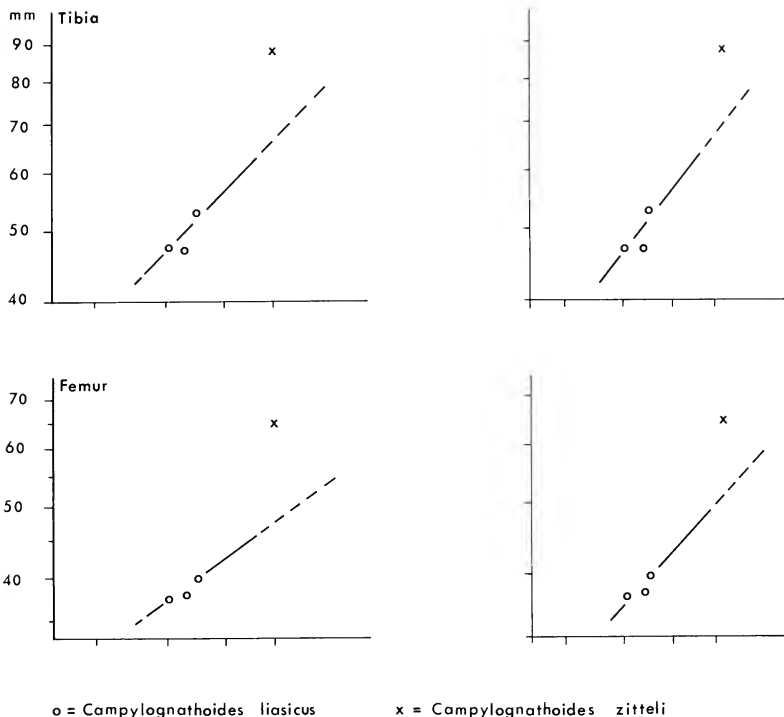 mm
Tibia
90
80
70
60
50
40
Femur
70
60
50
40
o = Campylognathoides liasicus
x = Campylognathoides zitteli